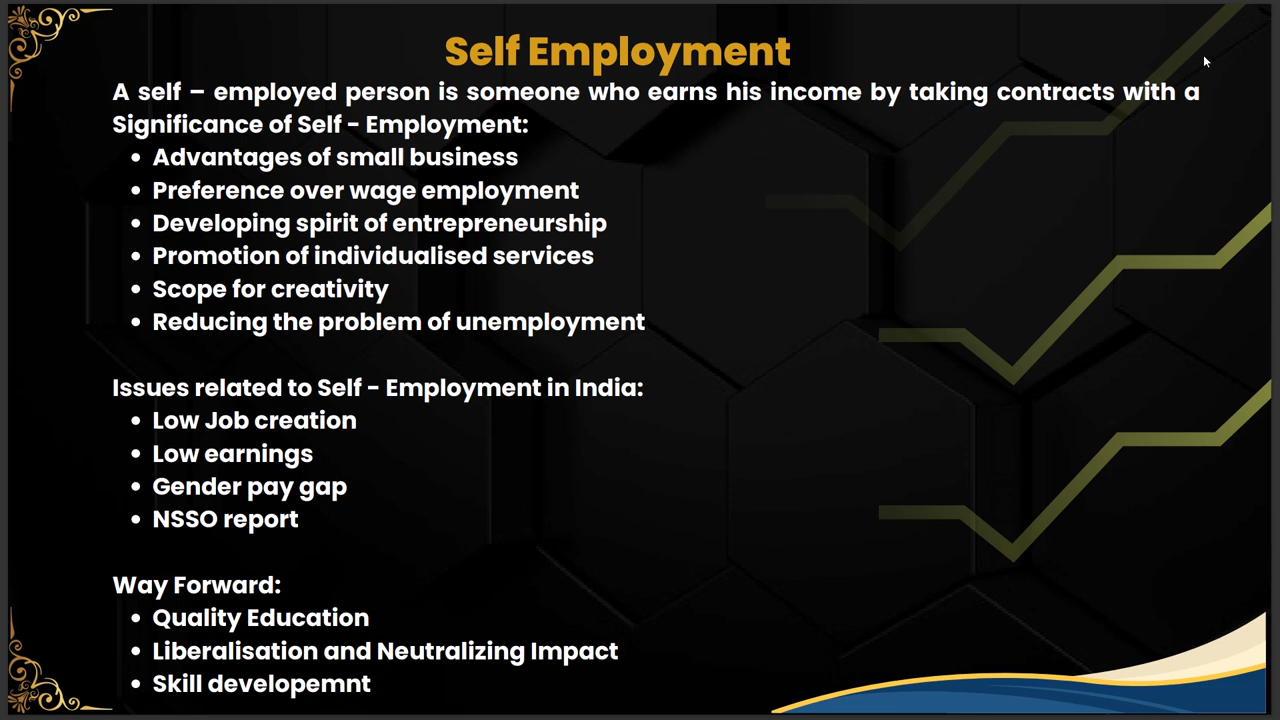 Self Employment
A self – employed person is someone who earns his income by taking contracts with a
Significance of Self - Employment:
• Advantages of small business
• Preference over wage employment
• Developing spirit of entrepreneurship
• Promotion of individualised services
• Scope for creativity
• Reducing the problem of unemployment
Issues related to Self - Employment in India:
• Low Job creation
• Low earnings
• Gender pay gap
• NSSO report
Way Forward:
• Quality Education
• Liberalisation and Neutralizing Impact
• Skill developemnt